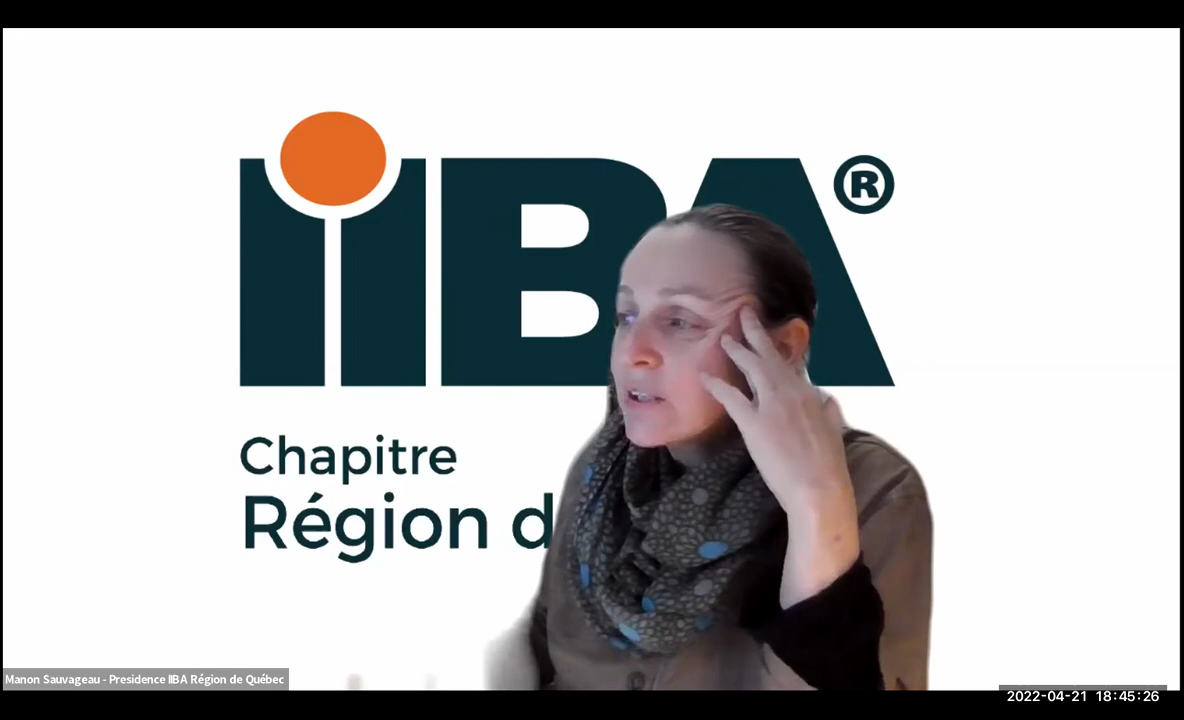 IIBA®
Chapitre
Région d
Manon Sauvageau - Presidence IIBA Région de Québec
2022-04-21 18:45:26